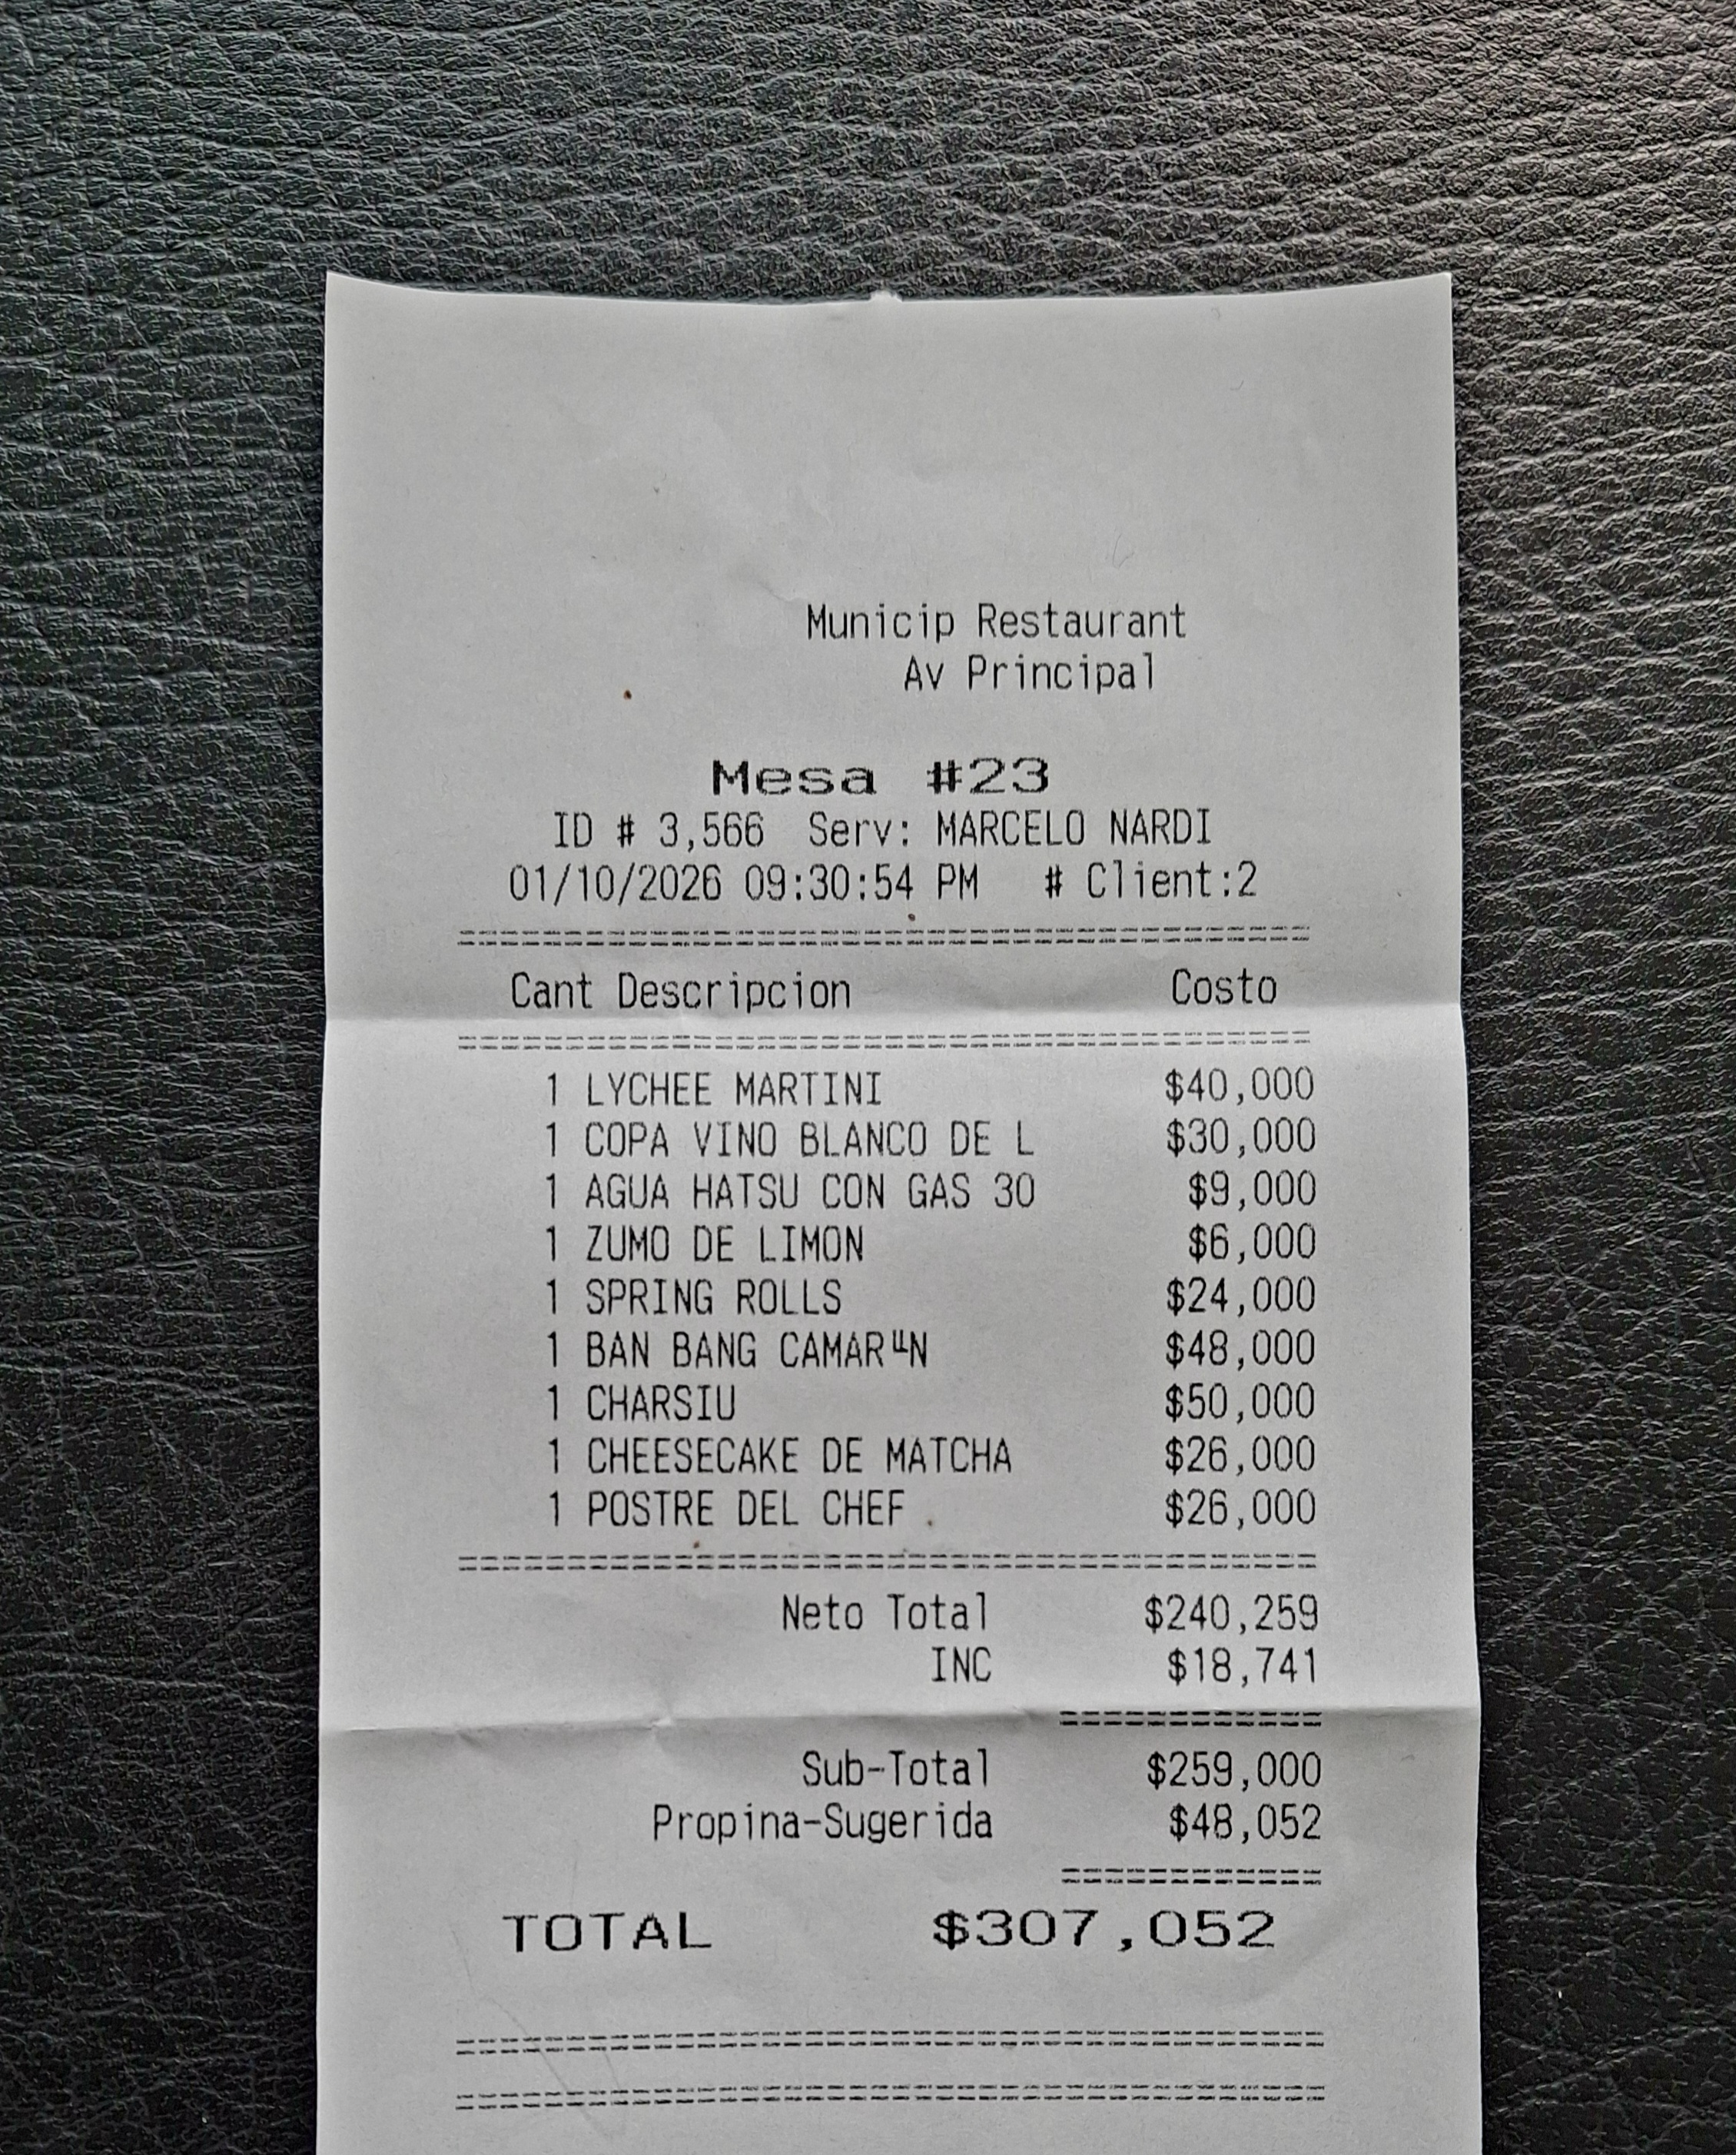 Municip Restaurant
Av Principal
Mesa #23
ID # 3,566 Serv: MARCELO NARDI
01/10/2026 09:30:54 PM # Client:2
Cant Descripcion Costo
1 LYCHEE MARTINI $40,000
1 COPA VINO BLANCO DE L $30,000
1 AGUA HATSU CON GAS 30 $9,000
1 ZUMO DE LIMON $6,000
1 SPRING ROLLS $24,000
1 BAN BANG CAMAR╙N $48,000
1 CHARSIU $50,000
1 CHEESECAKE DE MATCHA $26,000
1 POSTRE DEL CHEF $26,000
Neto Total $240,259
INC $18,741
Sub-Total $259,000
Propina-Sugerida $48,052
TOTAL $307,052